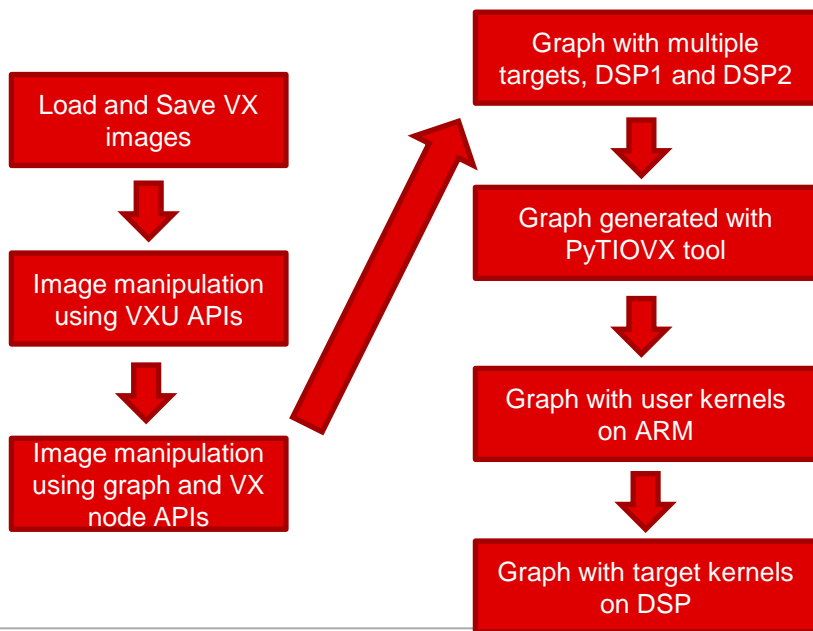 Load and Save VX
images
Image manipulation
using VXU APIs
Image manipulation
using graph and VX
node APIs
Graph with multiple
targets, DSP1 and DSP2
Graph generated with
PyTIOVX tool
Graph with user kernels
on ARM
Graph with target kernels
on DSP